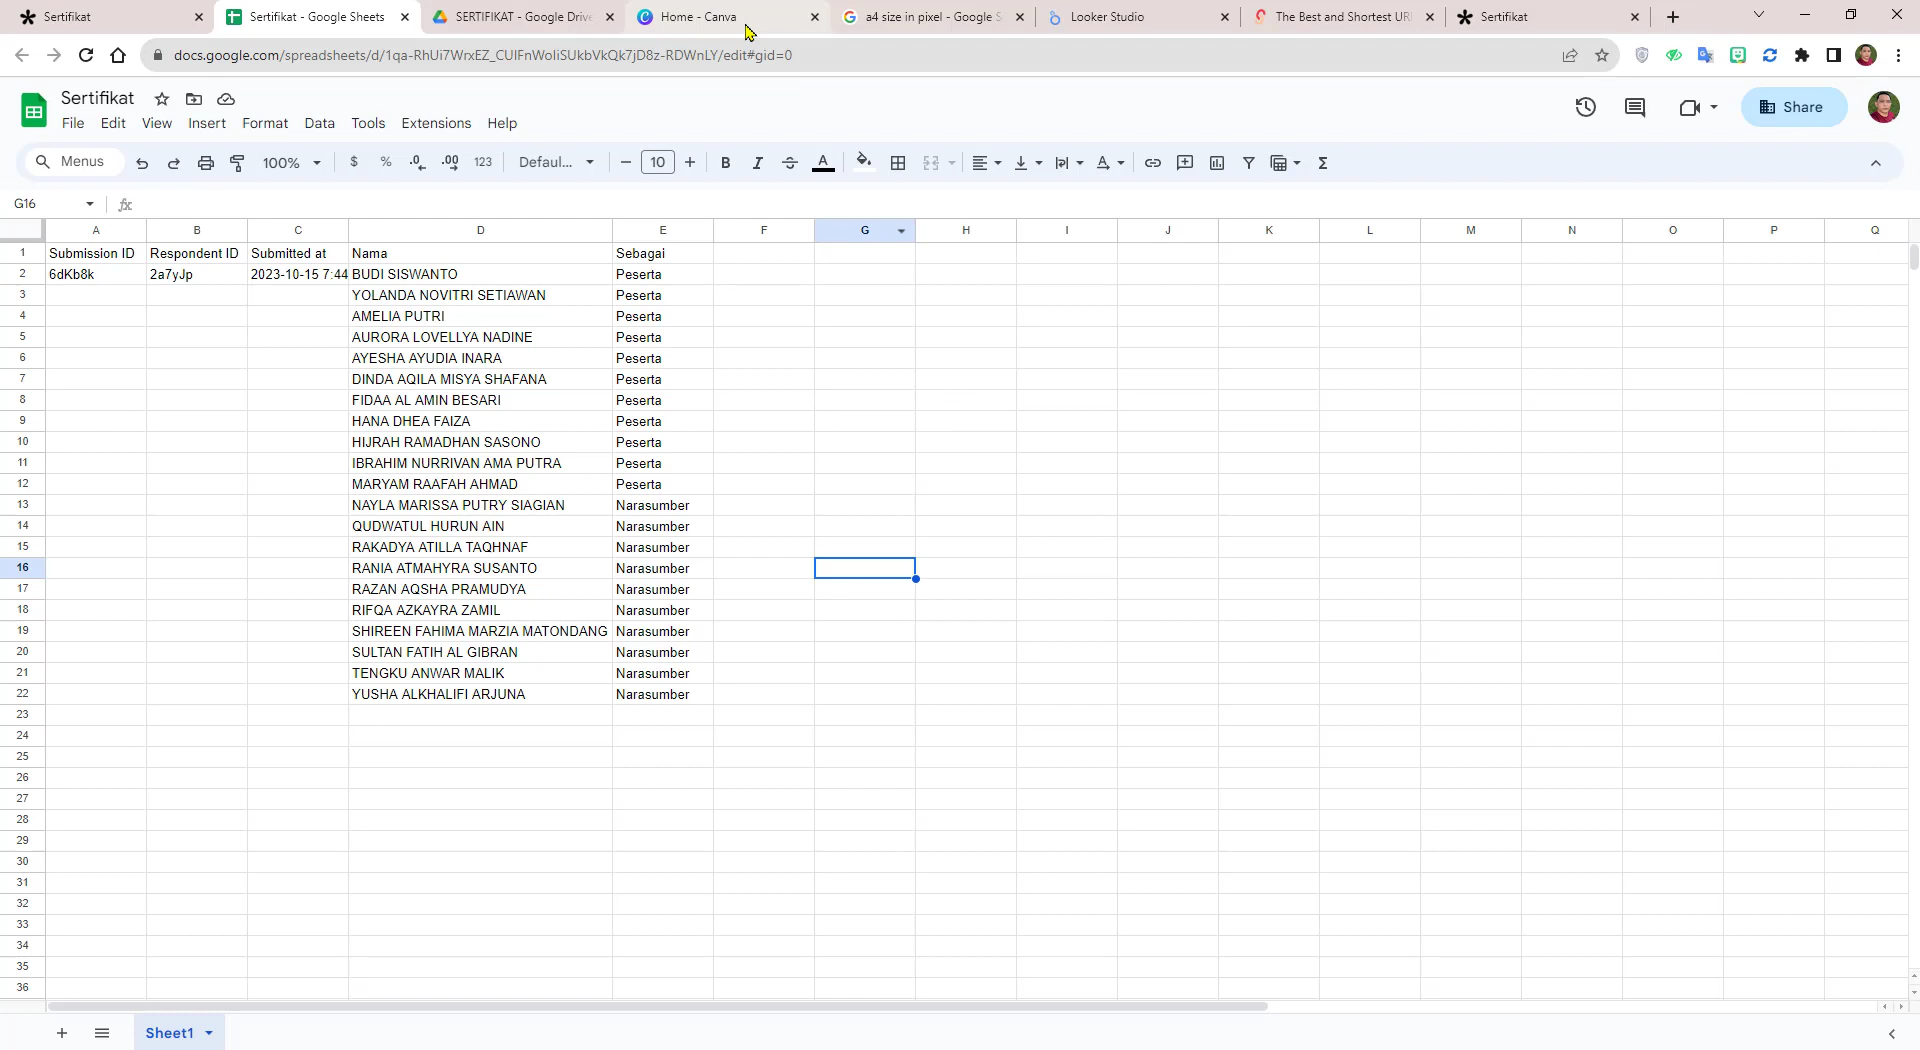 Sertifikat
Sertifikat - Google Sheets
SERTIFIKAT - Google Drive
Home - Canva
a4 size in pixel - Google S
Looker Studio
The Best and Shortest UR
Sertifikat
docs.google.com/spreadsheets/d/1qa-RhUi7WrxEZ_CUIFnWoIiSUkbVkQk7jD8z-RDWnLY/edit#gid=0
Sertifikat
File Edit View Insert Format Data Tools Extensions Help
Share
Menus 100% $ % .0 .00 123 Defaul... 10 B I A
G16 fx
A B C D E F G H I J K L M N O P Q
1 Submission ID Respondent ID Submitted at Nama Sebagai
2 6dKb8k 2a7yJp 2023-10-15 7:44 BUDI SISWANTO Peserta
3 YOLANDA NOVITRI SETIAWAN Peserta
4 AMELIA PUTRI Peserta
5 AURORA LOVELLYA NADINE Peserta
6 AYESHA AYUDIA INARA Peserta
7 DINDA AQILA MISYA SHAFANA Peserta
8 FIDAA AL AMIN BESARI Peserta
9 HANA DHEA FAIZA Peserta
10 HIJRAH RAMADHAN SASONO Peserta
11 IBRAHIM NURRIVAN AMA PUTRA Peserta
12 MARYAM RAAFAH AHMAD Peserta
13 NAYLA MARISSA PUTRY SIAGIAN Narasumber
14 QUDWATUL HURUN AIN Narasumber
15 RAKADYA ATILLA TAQHNAF Narasumber
16 RANIA ATMAHYRA SUSANTO Narasumber
17 RAZAN AQSHA PRAMUDYA Narasumber
18 RIFQA AZKAYRA ZAMIL Narasumber
19 SHIREEN FAHIMA MARZIA MATONDANG Narasumber
20 SULTAN FATIH AL GIBRAN Narasumber
21 TENGKU ANWAR MALIK Narasumber
22 YUSHA ALKHALIFI ARJUNA Narasumber
23
24
25
26
27
28
29
30
31
32
33
34
35
36
Sheet1